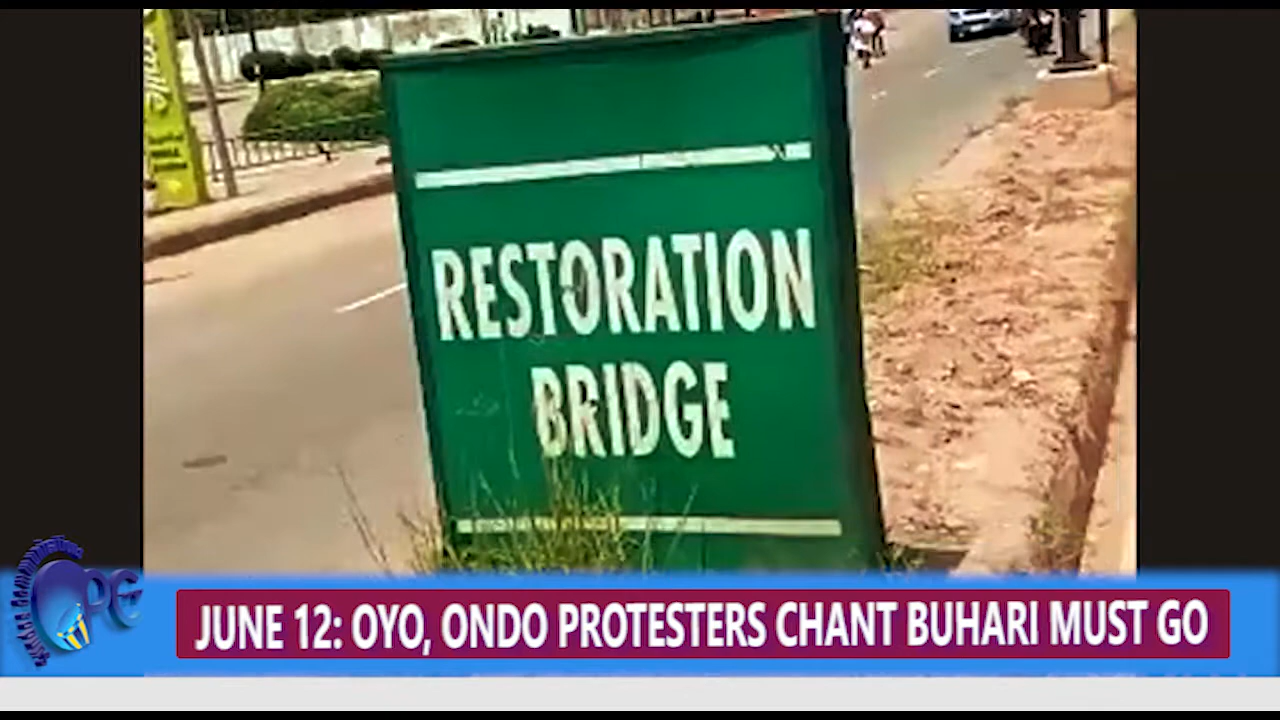 RESTORATION
BRIDGE
JUNE 12: OYO, ONDO PROTESTERS CHANT BUHARI MUST GO